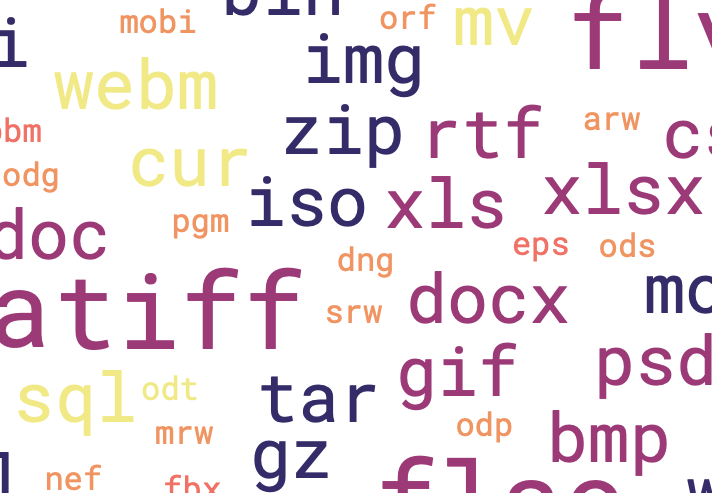 bin
mobi orf mv flv
i img
webm
zip rtf arw cs
bm
cur
odg xlsx
iso xls
doc pgm
eps ods
dng
atiff srw docx mo
gif psd
sql odt tar
mrw odp bmp
gz
nef fbx flac